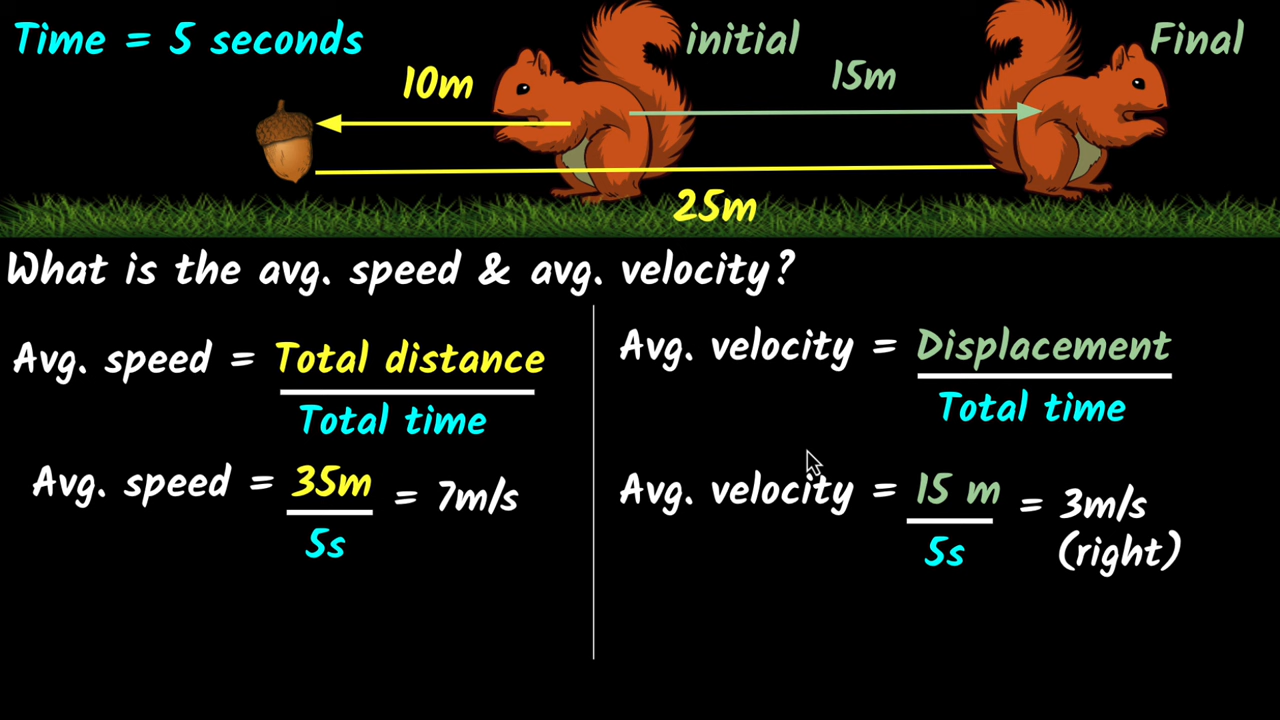 Time = 5 seconds
initial
Final
10m
15m
25m
What is the avg. speed & avg. velocity?
Avg. speed = Total distance
Total time
Avg. speed = 35m = 7m/s
5s
Avg. velocity = Displacement
Total time
Avg. velocity = 15 m = 3m/s
5s (right)